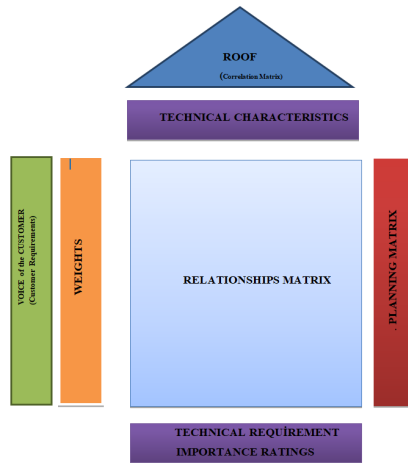 ROOF
(Correlation Matrix)
TECHNICAL CHARACTERISTICS
VOICE of the CUSTOMER
(Customer Requirements)
WEIGHTS
RELATIONSHIPS MATRIX
. PLANNING MATRIX
TECHNICAL REQUİREMENT
IMPORTANCE RATINGS